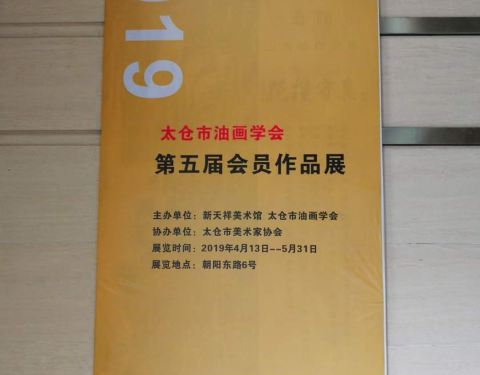 2019
太仓市油画学会
第五届会员作品展
主办单位：新天祥美术馆 太仓市油画学会
协办单位：太仓市美术家协会
展览时间：2019年4月13日--5月31日
展览地点：朝阳东路6号